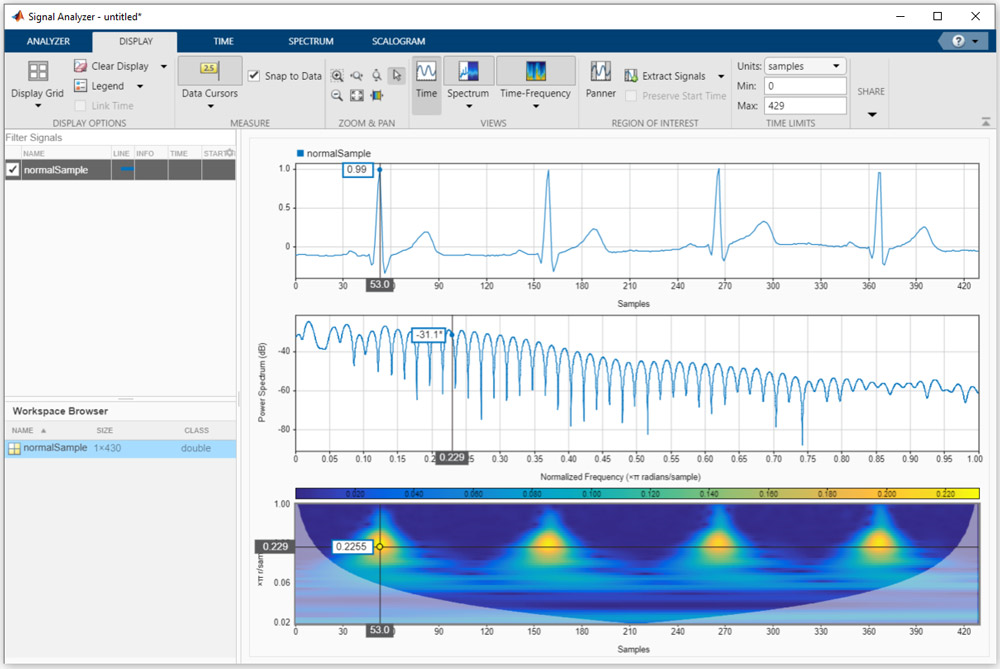 Signal Analyzer - untitled*
ANALYZER DISPLAY TIME SPECTRUM SCALOGRAM ?
Display Grid
Clear Display
Legend
Link Time
DISPLAY OPTIONS
2.5
Data Cursors
Snap to Data
MEASURE
ZOOM & PAN
Time
Spectrum
Time-Frequency
VIEWS
Panner
Extract Signals
Preserve Start Time
REGION OF INTEREST
Units: samples
Min: 0
Max: 429
TIME LIMITS
SHARE
Filter Signals
NAME LINE INFO TIME START
normalSample
Workspace Browser
NAME SIZE CLASS
normalSample 1×430 double
normalSample
0.99
1.0
0.5
0
0 30 53.0 90 120 150 180 210 240 270 300 330 360 390 420
Samples
-31.1*
-40
-60
-80
Power Spectrum (dB)
0 0.05 0.10 0.15 0.2 0.229 5 0.30 0.35 0.40 0.45 0.50 0.55 0.60 0.65 0.70 0.75 0.80 0.85 0.90 0.95 1.00
Normalized Frequency (×π radians/sample)
0.020 0.040 0.060 0.080 0.100 0.120 0.140 0.160 0.180 0.200 0.220
1.00
0.229
0.2255
0.06
0.02
×π r/sam
0 30 53.0 90 120 150 180 210 240 270 300 330 360 390 420
Samples